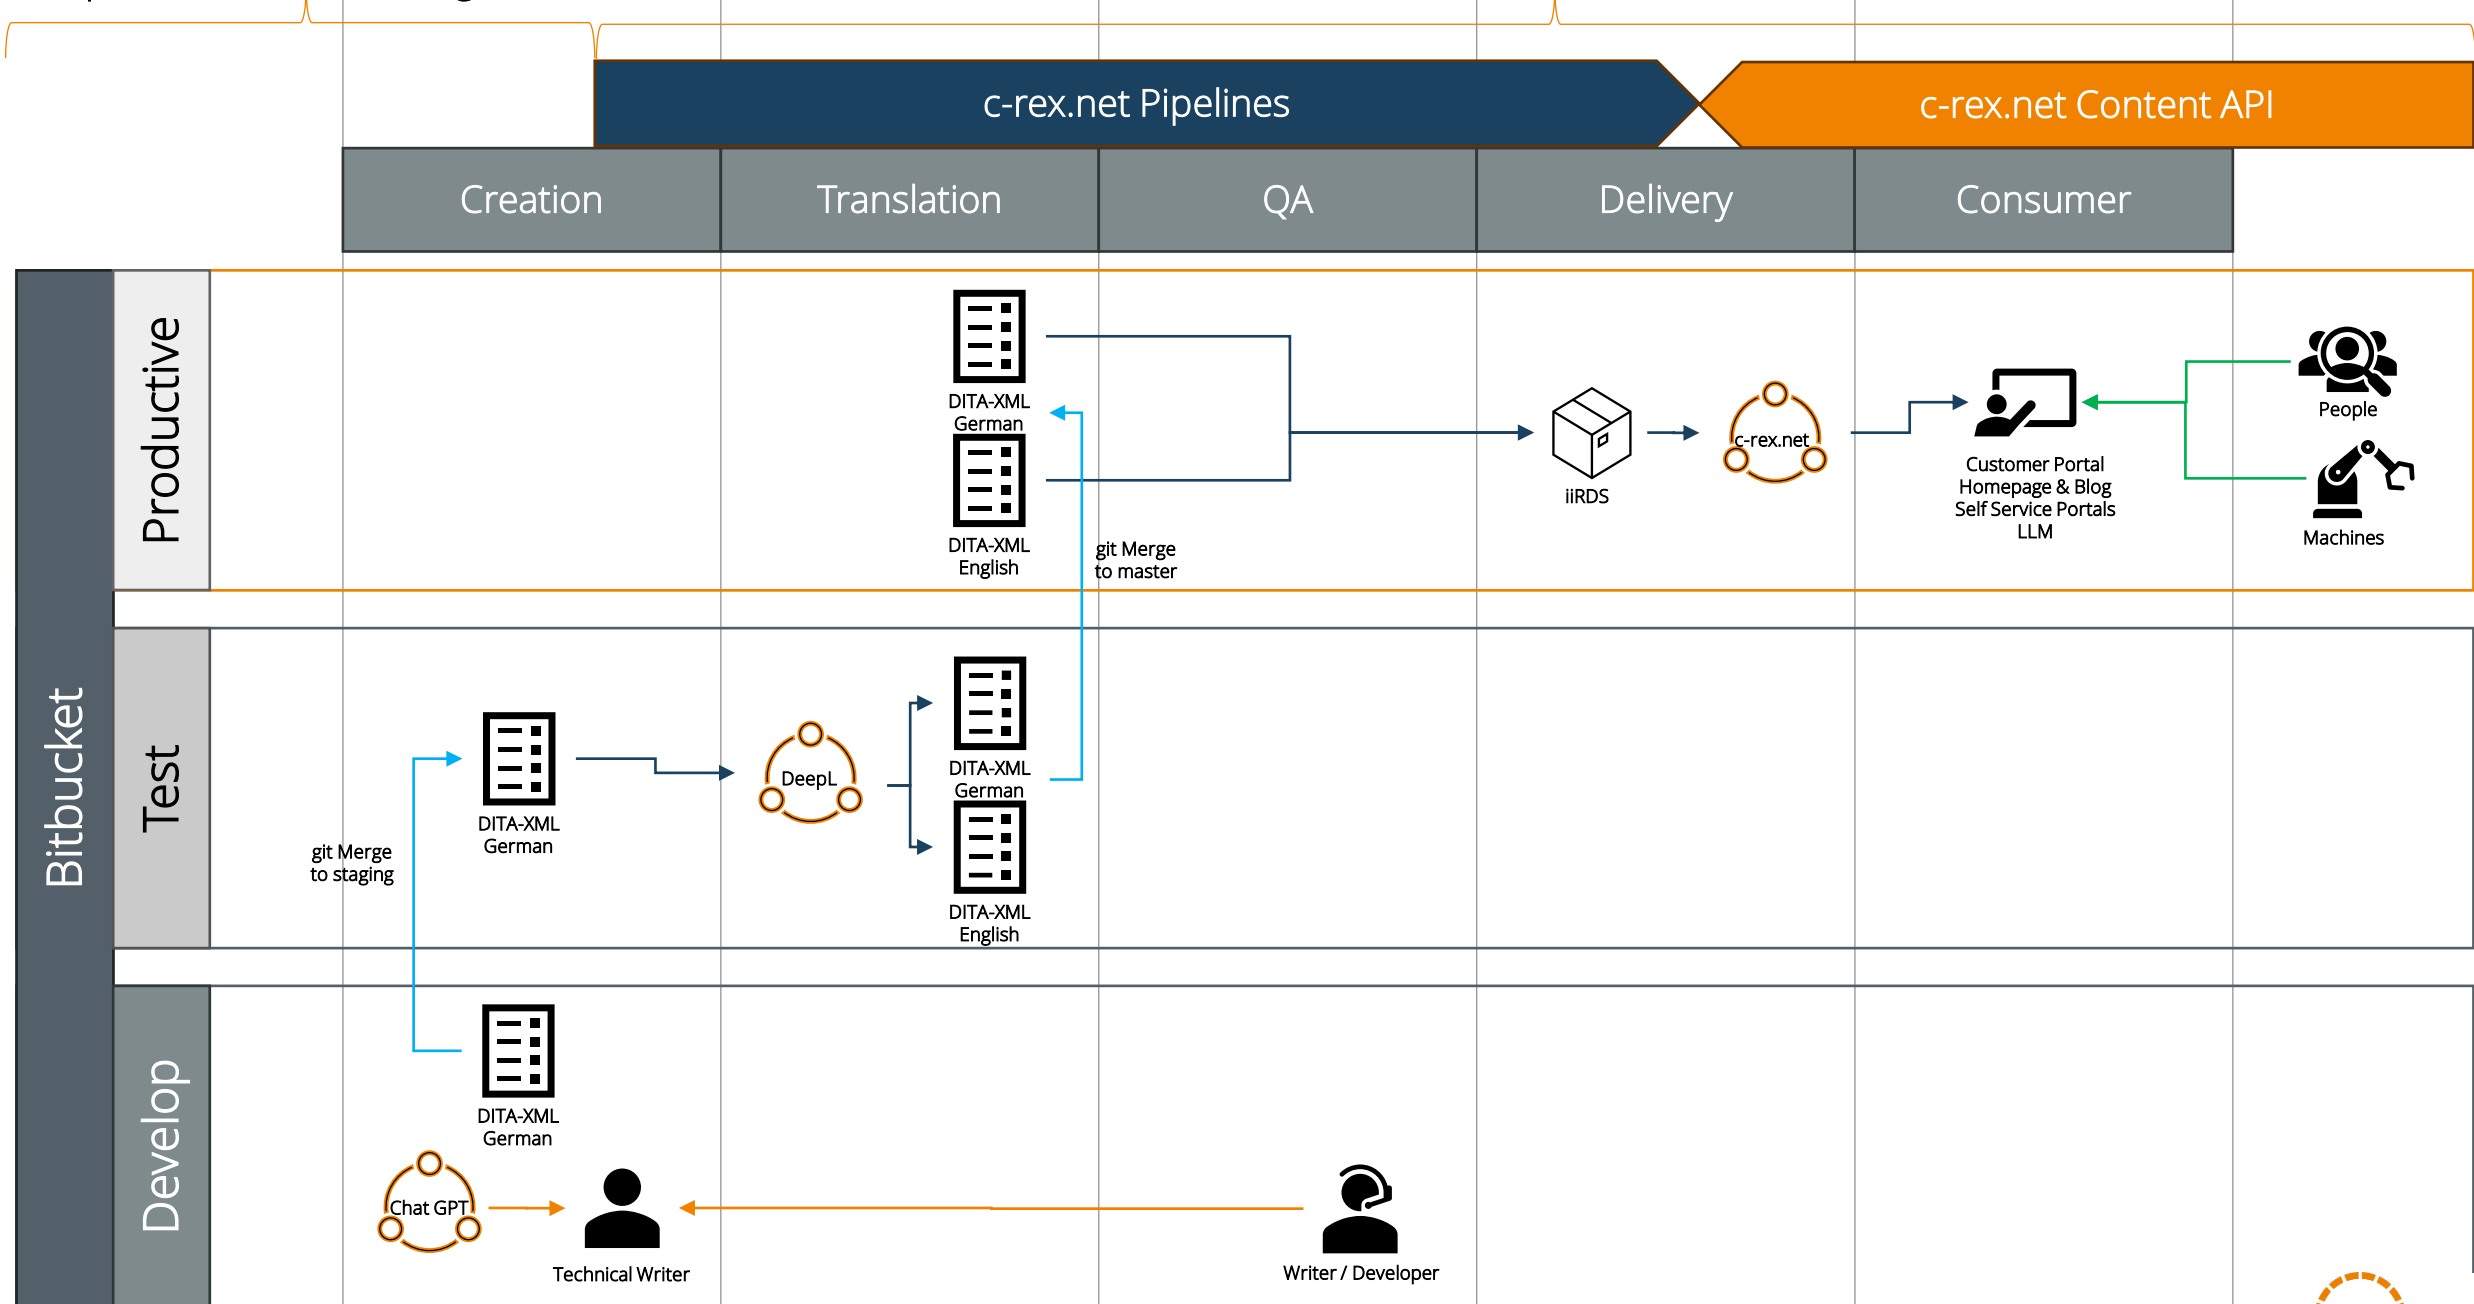 c-rex.net Pipelines
c-rex.net Content API
Creation
Translation
QA
Delivery
Consumer
Bitbucket
Productive
DITA-XML
German
DITA-XML
English
git Merge
to master
iiRDS
c-rex.net
Customer Portal
Homepage & Blog
Self Service Portals
LLM
People
Machines
Test
git Merge
to staging
DITA-XML
German
DeepL
DITA-XML
German
DITA-XML
English
Develop
DITA-XML
German
Chat GPT
Technical Writer
Writer / Developer